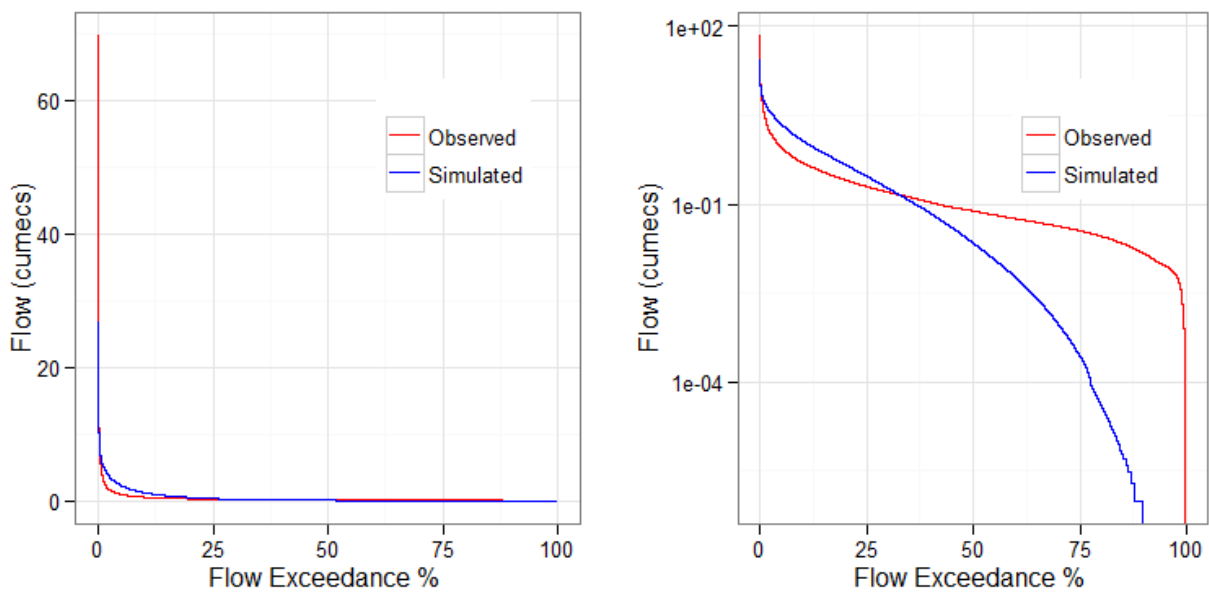 60
40
20
0
Flow (cumecs)
Observed
Simulated
0
25
50
75
100
Flow Exceedance %
1e+02
1e-01
1e-04
Flow (cumecs)
Observed
Simulated
0
25
50
75
100
Flow Exceedance %